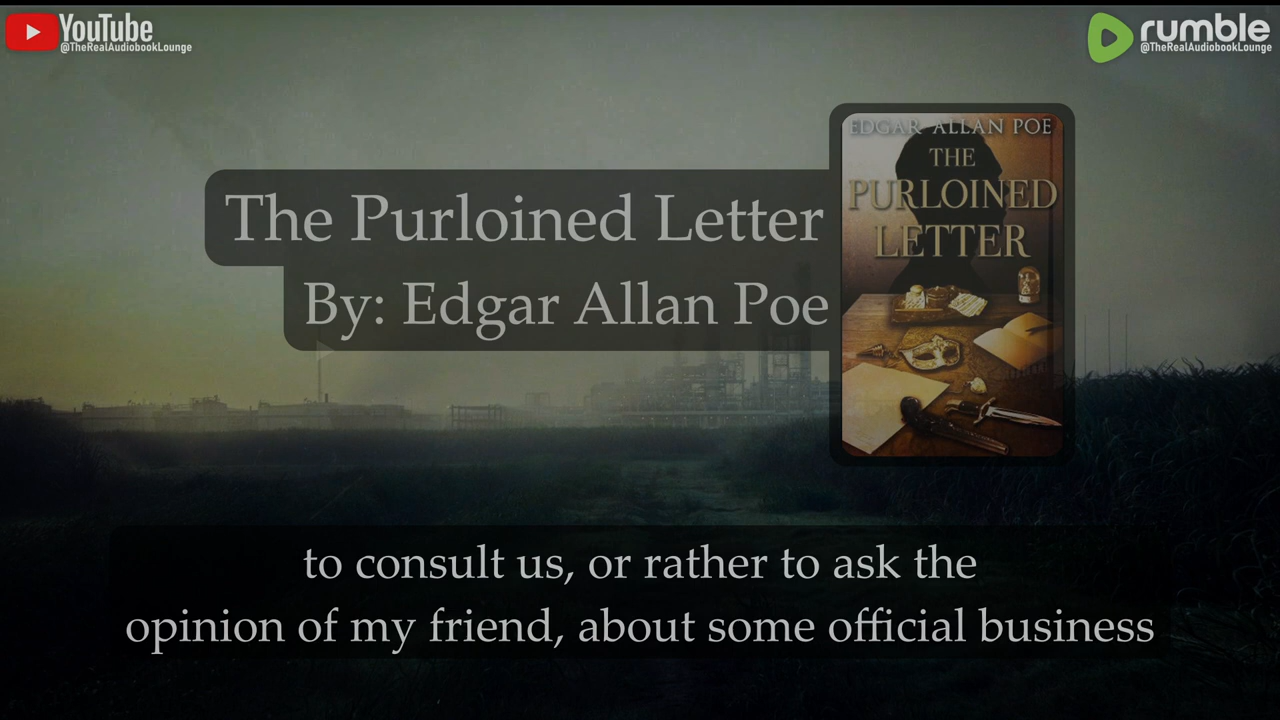 YouTube
@TheRealAudiobookLounge
rumble
@TheRealAudiobookLounge
The Purloined Letter
By: Edgar Allan Poe
EDGAR ALLAN POE
THE
PURLOINED
LETTER
to consult us, or rather to ask the
opinion of my friend, about some official business